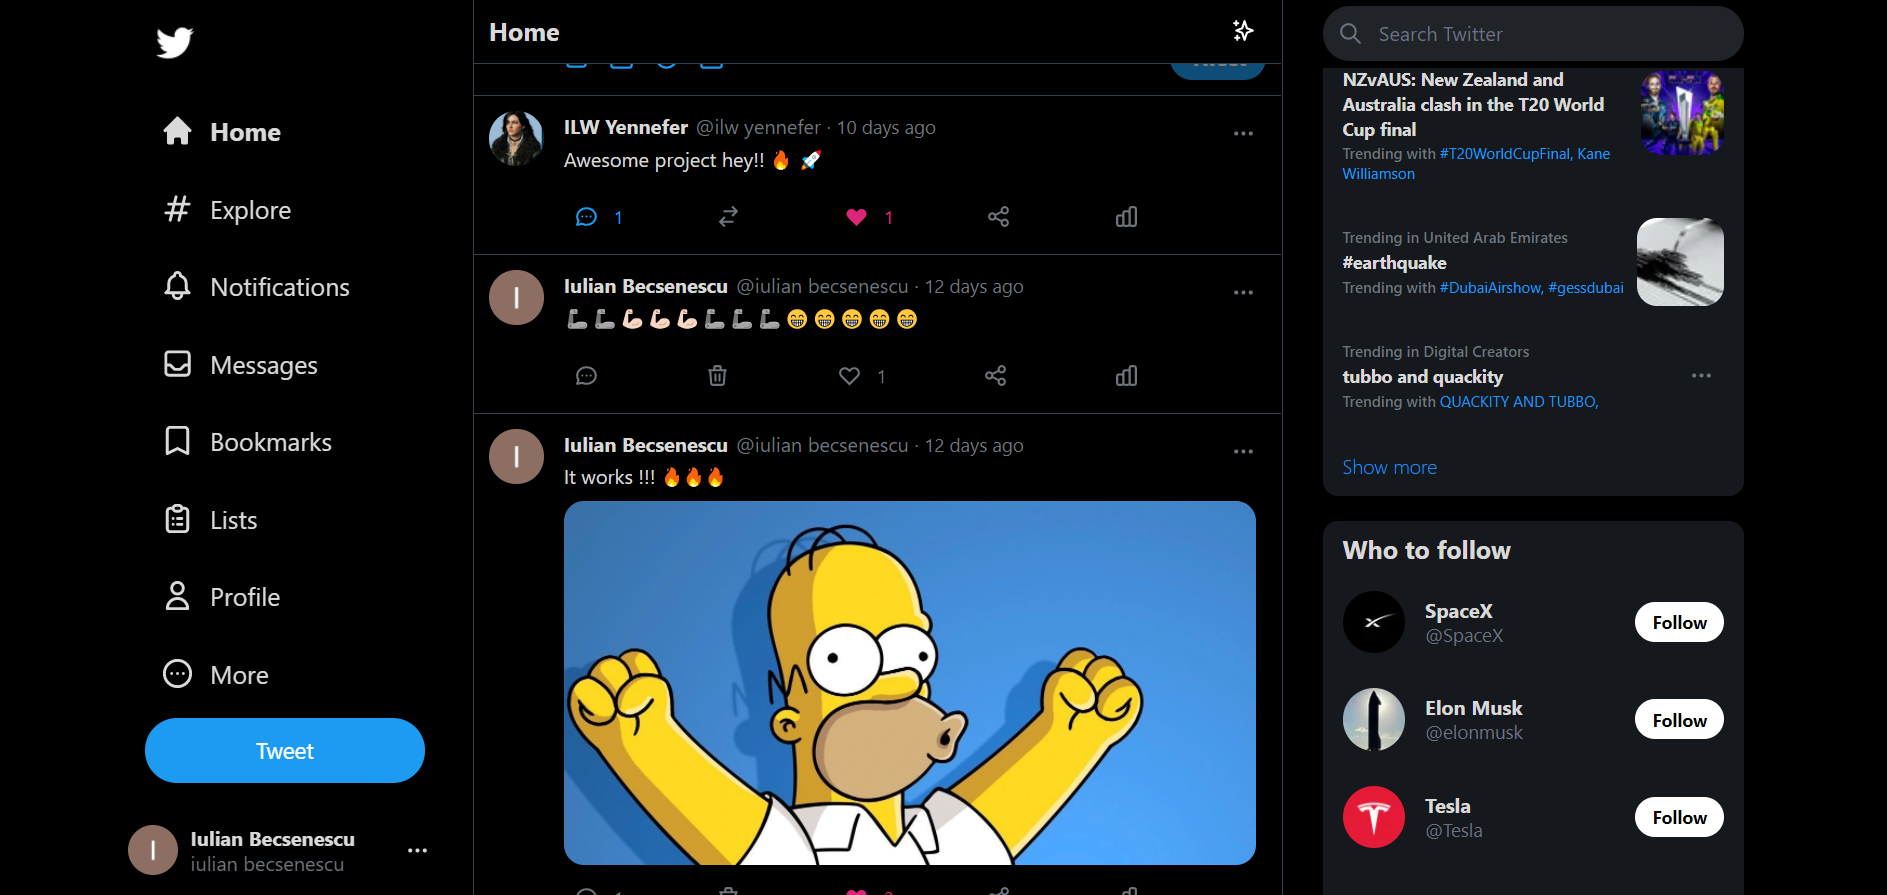 Home
Explore
Notifications
Messages
Bookmarks
Lists
Profile
More
Tweet
Iulian Becsenescu
iulian becsenescu
Home
ILW Yennefer @ilw yennefer · 10 days ago
Awesome project hey!! 🔥 🚀
1
1
I
Iulian Becsenescu @iulian becsenescu · 12 days ago
🦾 🦾 💪🏻 💪🏻 💪🏻 🦾 🦾 🦾 😁 😁 😁 😁 😁
1
I
Iulian Becsenescu @iulian becsenescu · 12 days ago
It works !!! 🔥🔥🔥
Search Twitter
NZvAUS: New Zealand and
Australia clash in the T20 World
Cup final
Trending with #T20WorldCupFinal, Kane
Williamson
Trending in United Arab Emirates
#earthquake
Trending with #DubaiAirshow, #gessdubai
Trending in Digital Creators
tubbo and quackity
Trending with QUACKITY AND TUBBO,
Show more
Who to follow
SpaceX
@SpaceX
Follow
Elon Musk
@elonmusk
Follow
Tesla
@Tesla
Follow
I